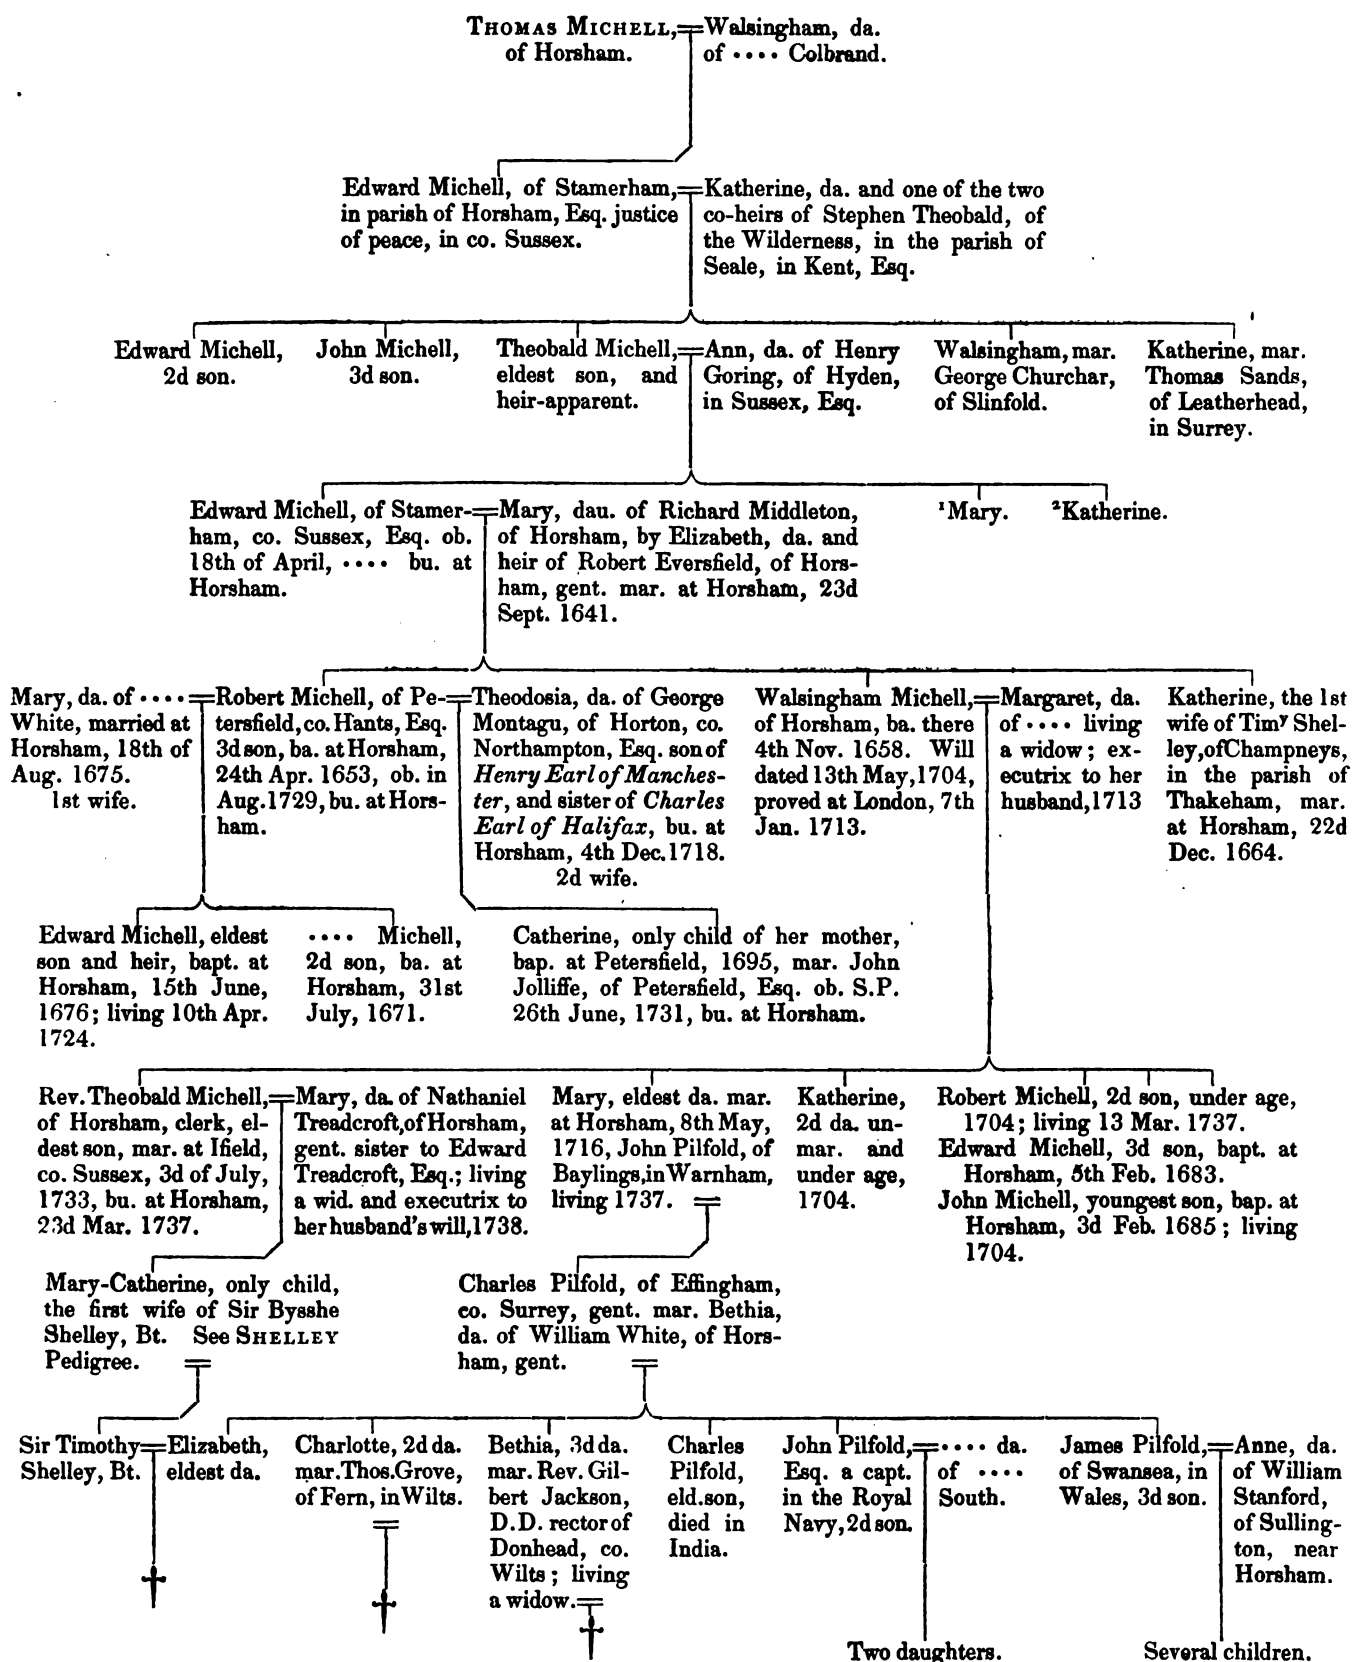 THOMAS MICHELL,
of Horsham.
Walsingham, da.
of •••• Colbrand.
Edward Michell, of Stamerham,
in parish of Horsham, Esq. justice
of peace, in co. Sussex.
Katherine, da. and one of the two
co-heirs of Stephen Theobald, of
the Wilderness, in the parish of
Seale, in Kent, Esq.
Edward Michell,
2d son.
John Michell,
3d son.
Theobald Michell,
eldest son, and
heir-apparent.
Ann, da. of Henry
Goring, of Hyden,
in Sussex, Esq.
Walsingham, mar.
George Churchar,
of Slinfold.
Katherine, mar.
Thomas Sands,
of Leatherhead,
in Surrey.
Edward Michell, of Stamer-
ham, co. Sussex, Esq. ob.
18th of April, •••• bu. at
Horsham.
Mary, dau. of Richard Middleton,
of Horsham, by Elizabeth, da. and
heir of Robert Eversfield, of Hors-
ham, gent. mar. at Horsham, 23d
Sept. 1641.
¹Mary.
²Katherine.
Mary, da. of ••••
White, married at
Horsham, 18th of
Aug. 1675.
1st wife.
Robert Michell, of Pe-
tersfield, co. Hants, Esq.
3d son, ba. at Horsham,
24th Apr. 1653, ob. in
Aug. 1729, bu. at Hors-
ham.
Theodosia, da. of George
Montagu, of Horton, co.
Northampton, Esq. son of
Henry Earl of Manches-
ter, and sister of Charles
Earl of Halifax, bu. at
Horsham, 4th Dec. 1718.
2d wife.
Walsingham Michell,
of Horsham, ba. there
4th Nov. 1658. Will
dated 13th May, 1704,
proved at London, 7th
Jan. 1713.
Margaret, da.
of •••• living
a widow; ex-
ecutrix to her
husband, 1713
Katherine, the 1st
wife of Timʸ Shel-
ley, of Champneys,
in the parish of
Thakeham, mar.
at Horsham, 22d
Dec. 1664.
Edward Michell, eldest
son and heir, bapt. at
Horsham, 15th June,
1676; living 10th Apr.
1724.
•••• Michell,
2d son, ba. at
Horsham, 31st
July, 1671.
Catherine, only child of her mother,
bap. at Petersfield, 1695, mar. John
Jolliffe, of Petersfield, Esq. ob. S.P.
26th June, 1731, bu. at Horsham.
Rev. Theobald Michell,
of Horsham, clerk, el-
dest son, mar. at Ifield,
co. Sussex, 3d of July,
1733, bu. at Horsham,
23d Mar. 1737.
Mary, da. of Nathaniel
Treadcroft, of Horsham,
gent. sister to Edward
Treadcroft, Esq.; living
a wid. and executrix to
her husband's will, 1738.
Mary, eldest da. mar.
at Horsham, 8th May,
1716, John Pilfold, of
Baylings, in Warnham,
living 1737.
Katherine,
2d da. un-
mar. and
under age,
1704.
Robert Michell, 2d son, under age,
1704; living 13 Mar. 1737.
Edward Michell, 3d son, bapt. at
Horsham, 5th Feb. 1683.
John Michell, youngest son, bap. at
Horsham, 3d Feb. 1685; living
1704.
Mary-Catherine, only child,
the first wife of Sir Bysshe
Shelley, Bt. See SHELLEY
Pedigree.
Charles Pilfold, of Effingham,
co. Surrey, gent. mar. Bethia,
da. of William White, of Hors-
ham, gent.
Sir Timothy
Shelley, Bt.
Elizabeth,
eldest da.
Charlotte, 2d da.
mar. Thos. Grove,
of Fern, in Wilts.
Bethia, 3d da.
mar. Rev. Gil-
bert Jackson,
D.D. rector of
Donhead, co.
Wilts; living
a widow.
Charles
Pilfold,
eld. son,
died in
India.
John Pilfold,
Esq. a capt.
in the Royal
Navy, 2d son.
•••• da.
of ••••
South.
James Pilfold,
of Swansea, in
Wales, 3d son.
Anne, da.
of William
Stanford,
of Sulling-
ton, near
Horsham.
Two daughters.
Several children.